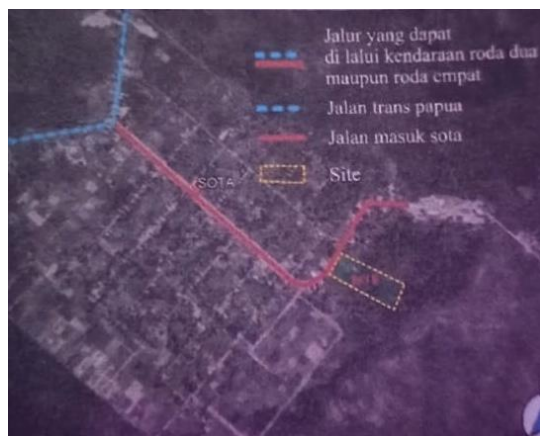 Jalur yang dapat
di lalui kendaraan roda dua
maupun roda empat
Jalan trans papua
Jalan masuk sota
Site
SOTA